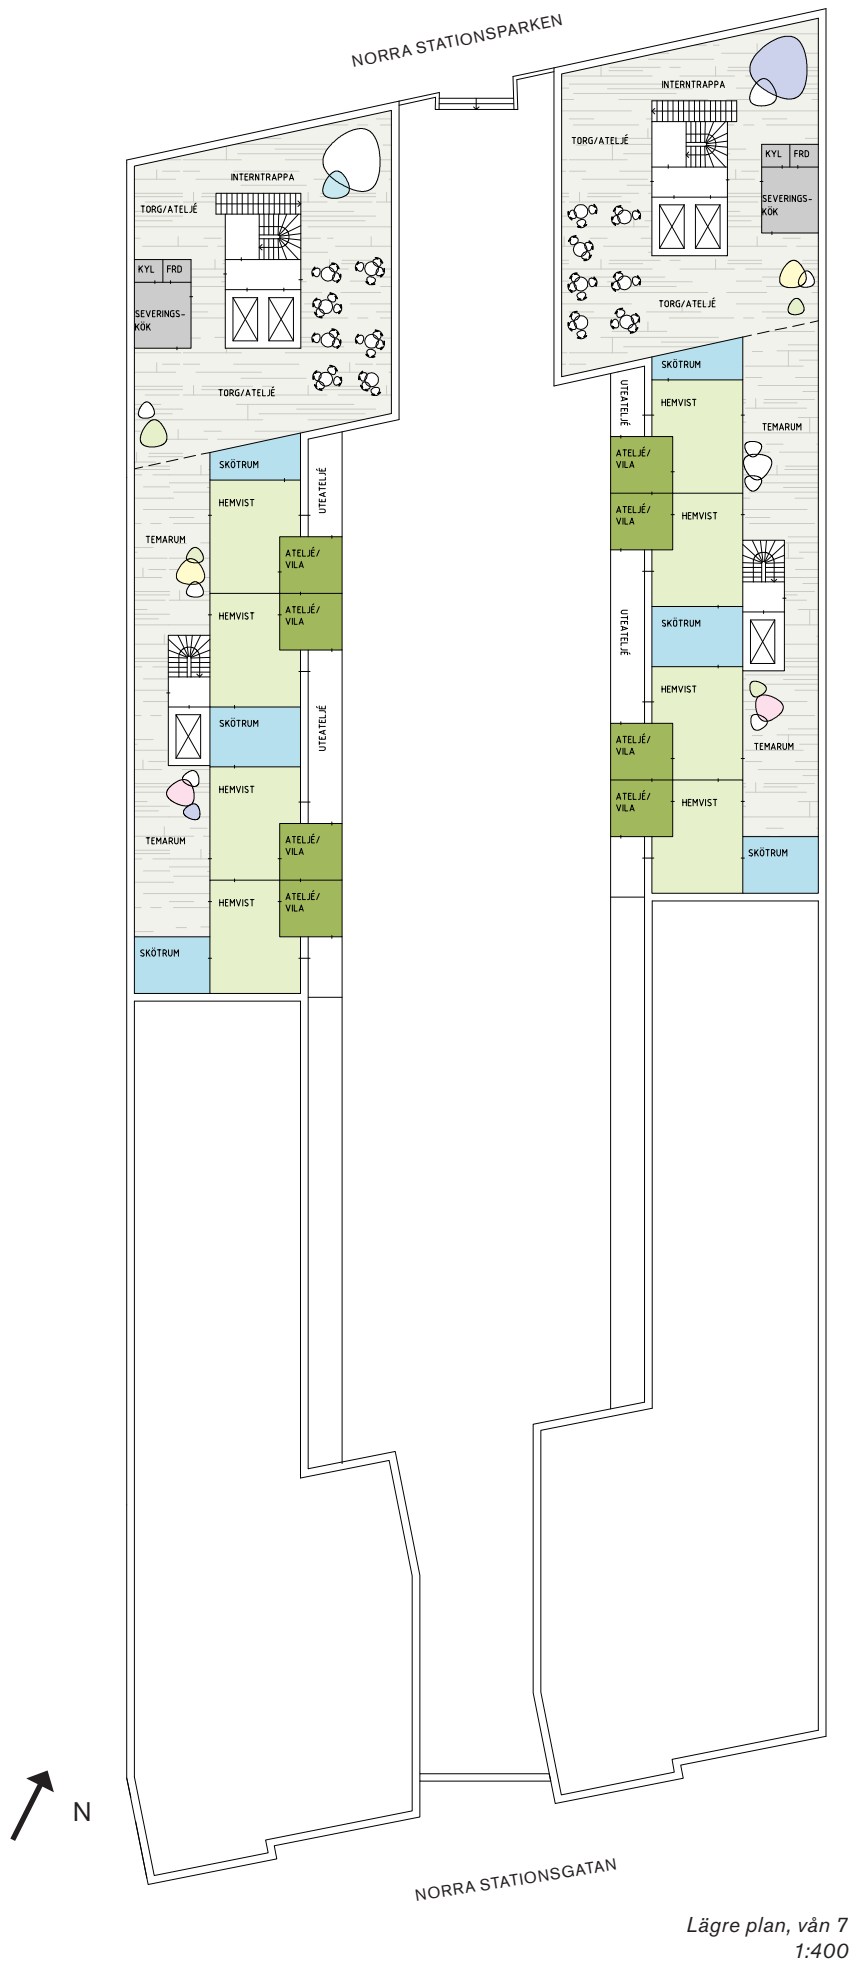 NORRA STATIONSPARKEN
INTERNTRAPPA
TORG/ATELJÉ
KYL
FRD
SEVERINGS-
KÖK
TORG/ATELJÉ
SKÖTRUM
HEMVIST
UTEATELJÉ
TEMARUM
ATELJÉ/
VILA
ATELJÉ/
VILA
HEMVIST
SKÖTRUM
UTEATELJÉ
HEMVIST
TEMARUM
ATELJÉ/
VILA
ATELJÉ/
VILA
HEMVIST
SKÖTRUM
INTERNTRAPPA
TORG/ATELJÉ
KYL
FRD
SEVERINGS-
KÖK
TORG/ATELJÉ
SKÖTRUM
UTEATELJÉ
HEMVIST
TEMARUM
ATELJÉ/
VILA
ATELJÉ/
VILA
HEMVIST
UTEATELJÉ
SKÖTRUM
HEMVIST
ATELJÉ/
VILA
TEMARUM
ATELJÉ/
VILA
HEMVIST
SKÖTRUM
N
NORRA STATIONSGATAN
Lägre plan, vån 7
1:400